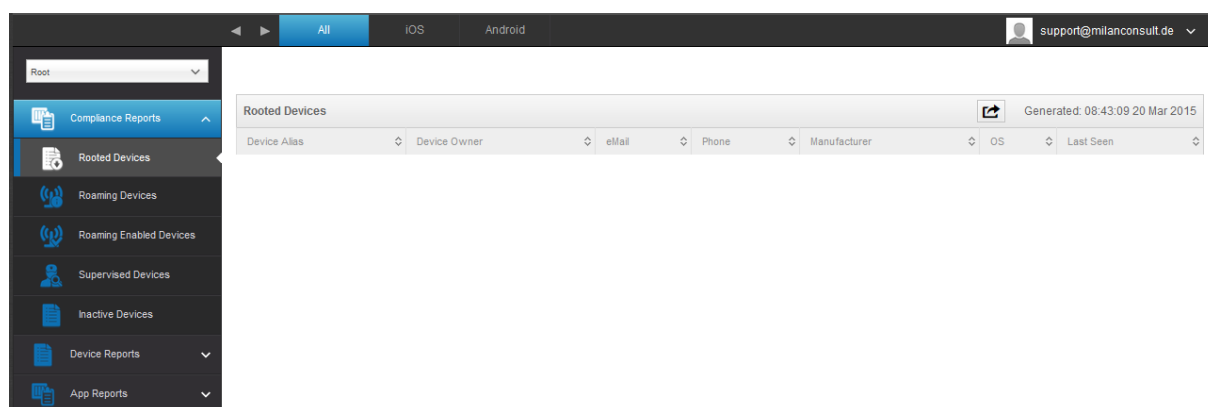 All iOS Android support@milanconsult.de
Root
Compliance Reports
Rooted Devices
Roaming Devices
Roaming Enabled Devices
Supervised Devices
Inactive Devices
Device Reports
App Reports
Rooted Devices Generated: 08:43:09 20 Mar 2015
Device Alias Device Owner eMail Phone Manufacturer OS Last Seen